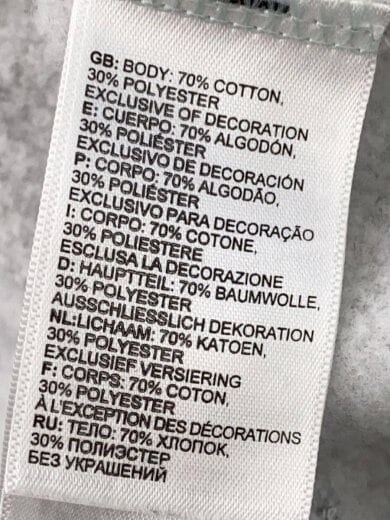 GB: BODY: 70% COTTON,
30% POLYESTER
EXCLUSIVE OF DECORATION
E: CUERPO: 70% ALGODÓN,
30% POLIÉSTER
EXCLUSIVO DE DECORACIÓN
P: CORPO: 70% ALGODÃO,
30% POLIÉSTER
EXCLUSIVO PARA DECORAÇÃO
I: CORPO: 70% COTONE,
30% POLIESTERE
ESCLUSA LA DECORAZIONE
D: HAUPTTEIL: 70% BAUMWOLLE,
30% POLYESTER
AUSSCHLIESSLICH DEKORATION
NL:LICHAAM: 70% KATOEN,
30% POLYESTER
EXCLUSIEF VERSIERING
F: CORPS: 70% COTON,
30% POLYESTER
À L'EXCEPTION DES DÉCORATIONS
RU: ТЕЛО: 70% ХЛОПОК,
30% ПОЛИЭСТЕР
БЕЗ УКРАШЕНИЙ